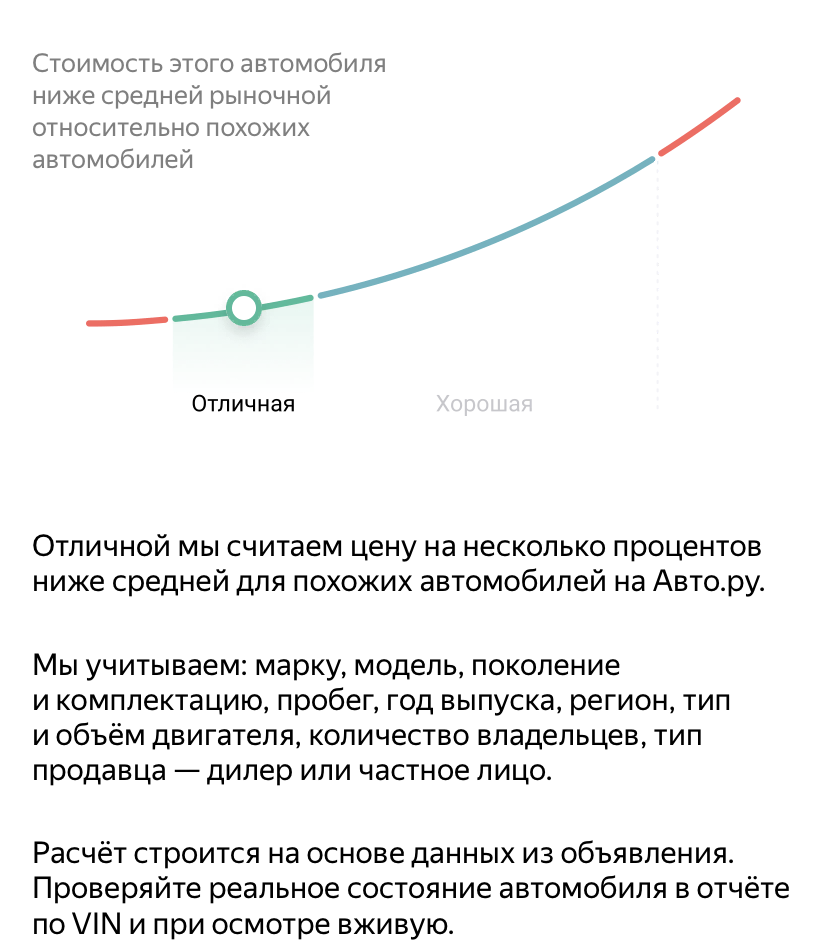 Стоимость этого автомобиля
ниже средней рыночной
относительно похожих
автомобилей
Отличная
Хорошая
Отличной мы считаем цену на несколько процентов
ниже средней для похожих автомобилей на Авто.ру.
Мы учитываем: марку, модель, поколение
и комплектацию, пробег, год выпуска, регион, тип
и объём двигателя, количество владельцев, тип
продавца — дилер или частное лицо.
Расчёт строится на основе данных из объявления.
Проверяйте реальное состояние автомобиля в отчёте
по VIN и при осмотре вживую.